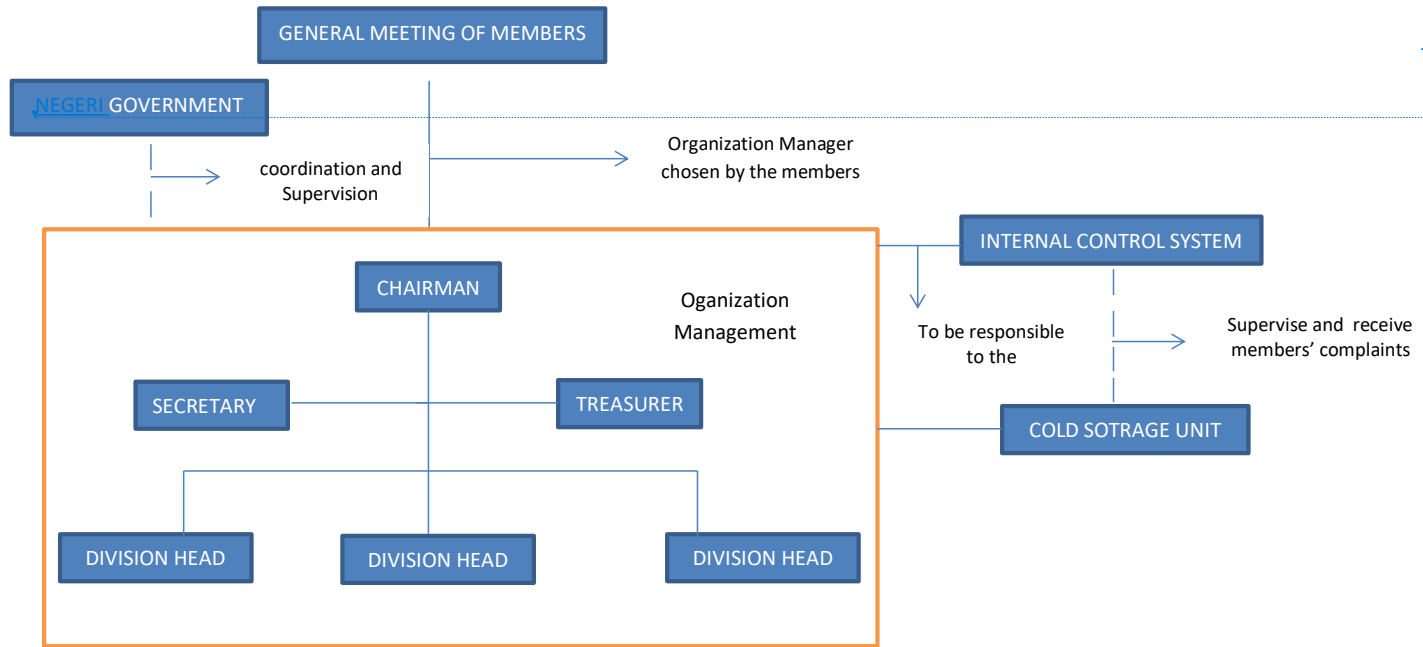 GENERAL MEETING OF MEMBERS
NEGERI GOVERNMENT
Organization Manager
chosen by the members
coordination and
Supervision
INTERNAL CONTROL SYSTEM
CHAIRMAN
Oganization
Management
To be responsible
to the
Supervise and receive
members’ complaints
SECRETARY
TREASURER
COLD SOTRAGE UNIT
DIVISION HEAD
DIVISION HEAD
DIVISION HEAD